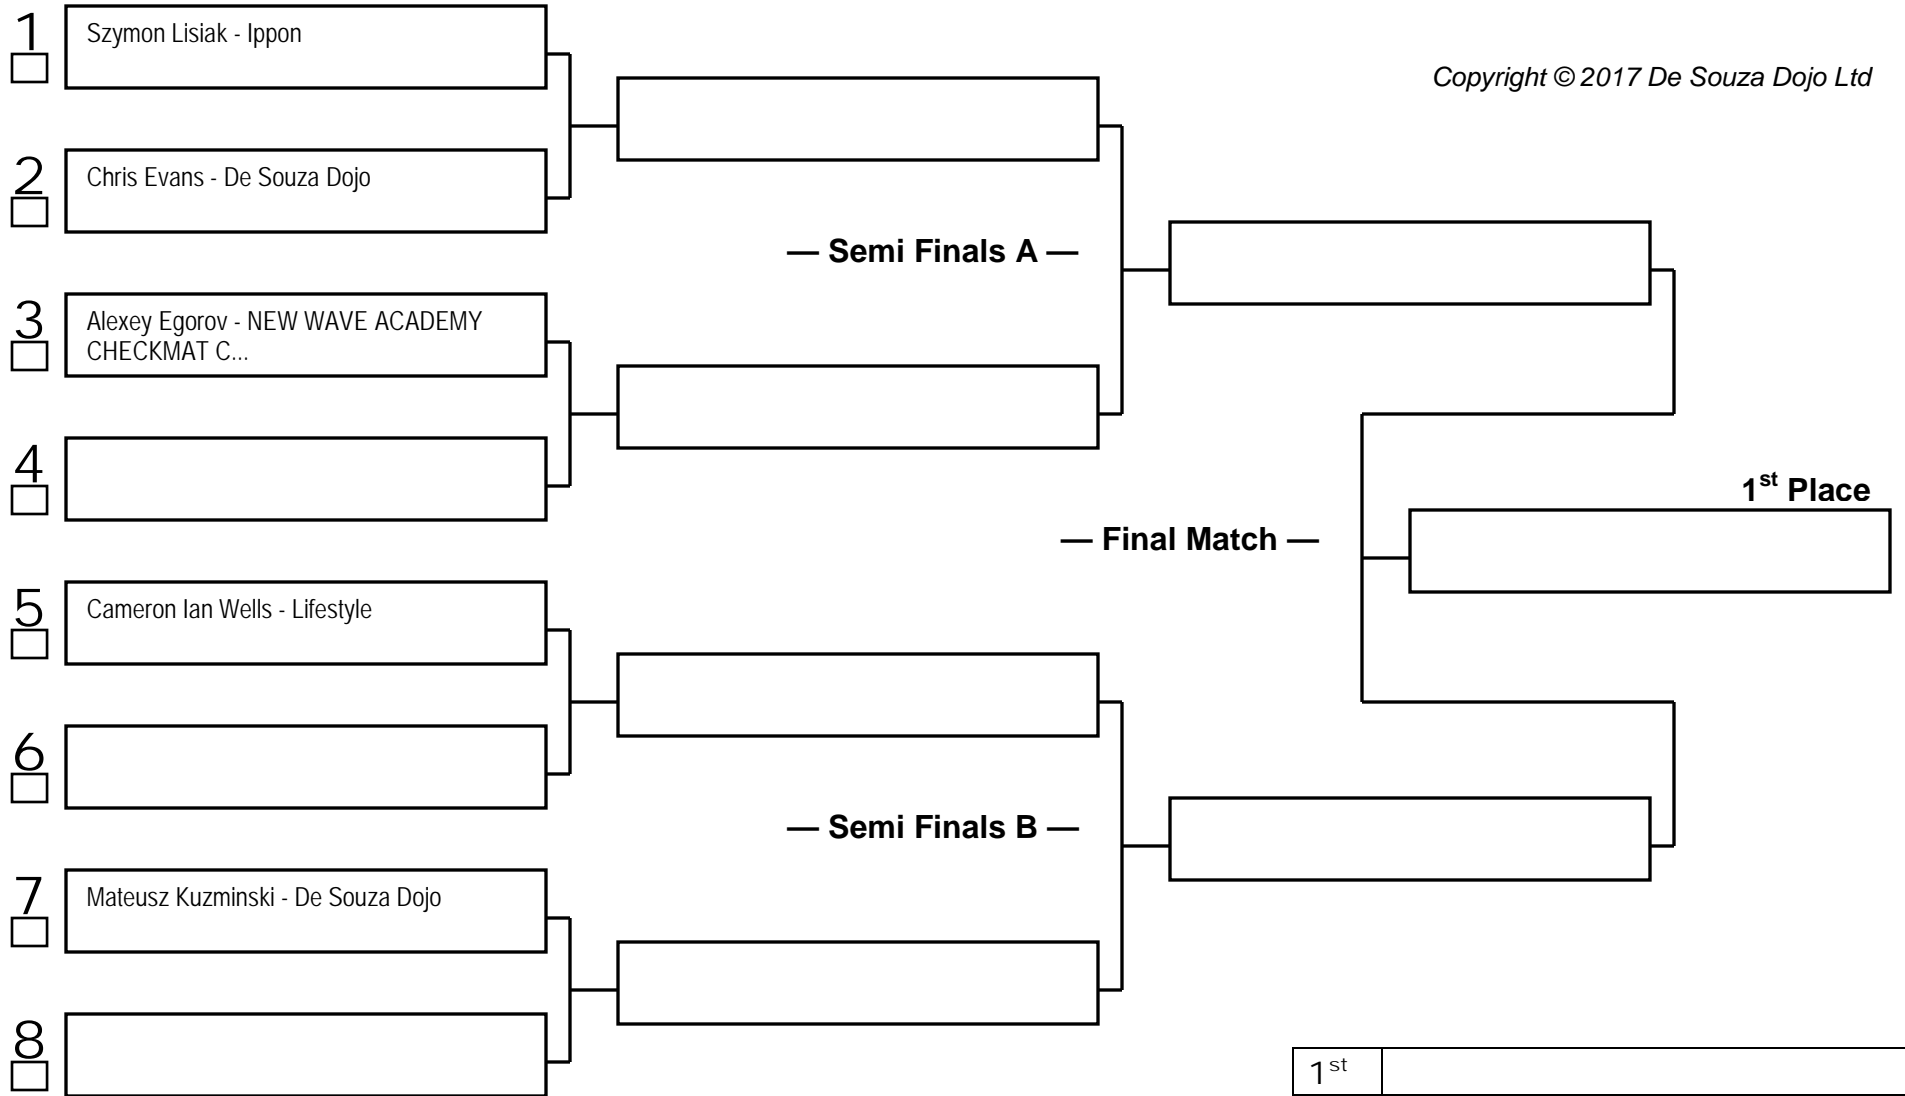 1
Szymon Lisiak - Ippon
Copyright © 2017 De Souza Dojo Ltd
2
Chris Evans - De Souza Dojo
— Semi Finals A —
3
Alexey Egorov - NEW WAVE ACADEMY
CHECKMAT C...
4
1st Place
— Final Match —
5
Cameron Ian Wells - Lifestyle
6
— Semi Finals B —
7
Mateusz Kuzminski - De Souza Dojo
8
1st